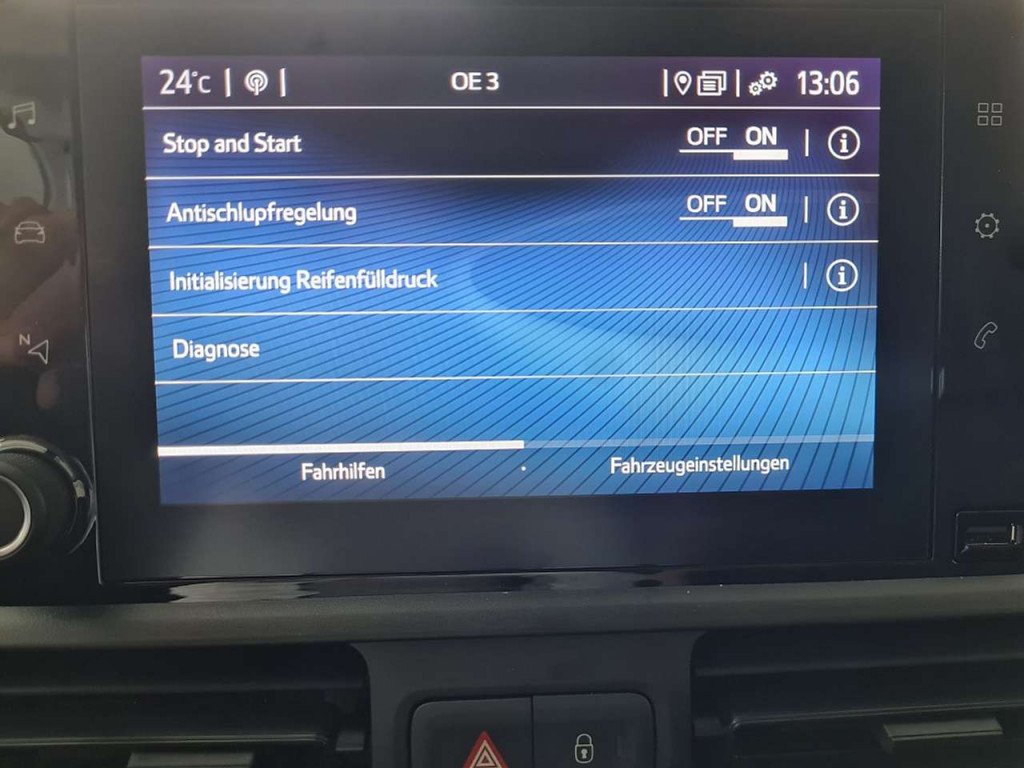 24°C OE 3 13:06
Stop and Start OFF ON
Antischlupfregelung OFF ON
Initialisierung Reifenfülldruck
Diagnose
Fahrhilfen Fahrzeugeinstellungen
N